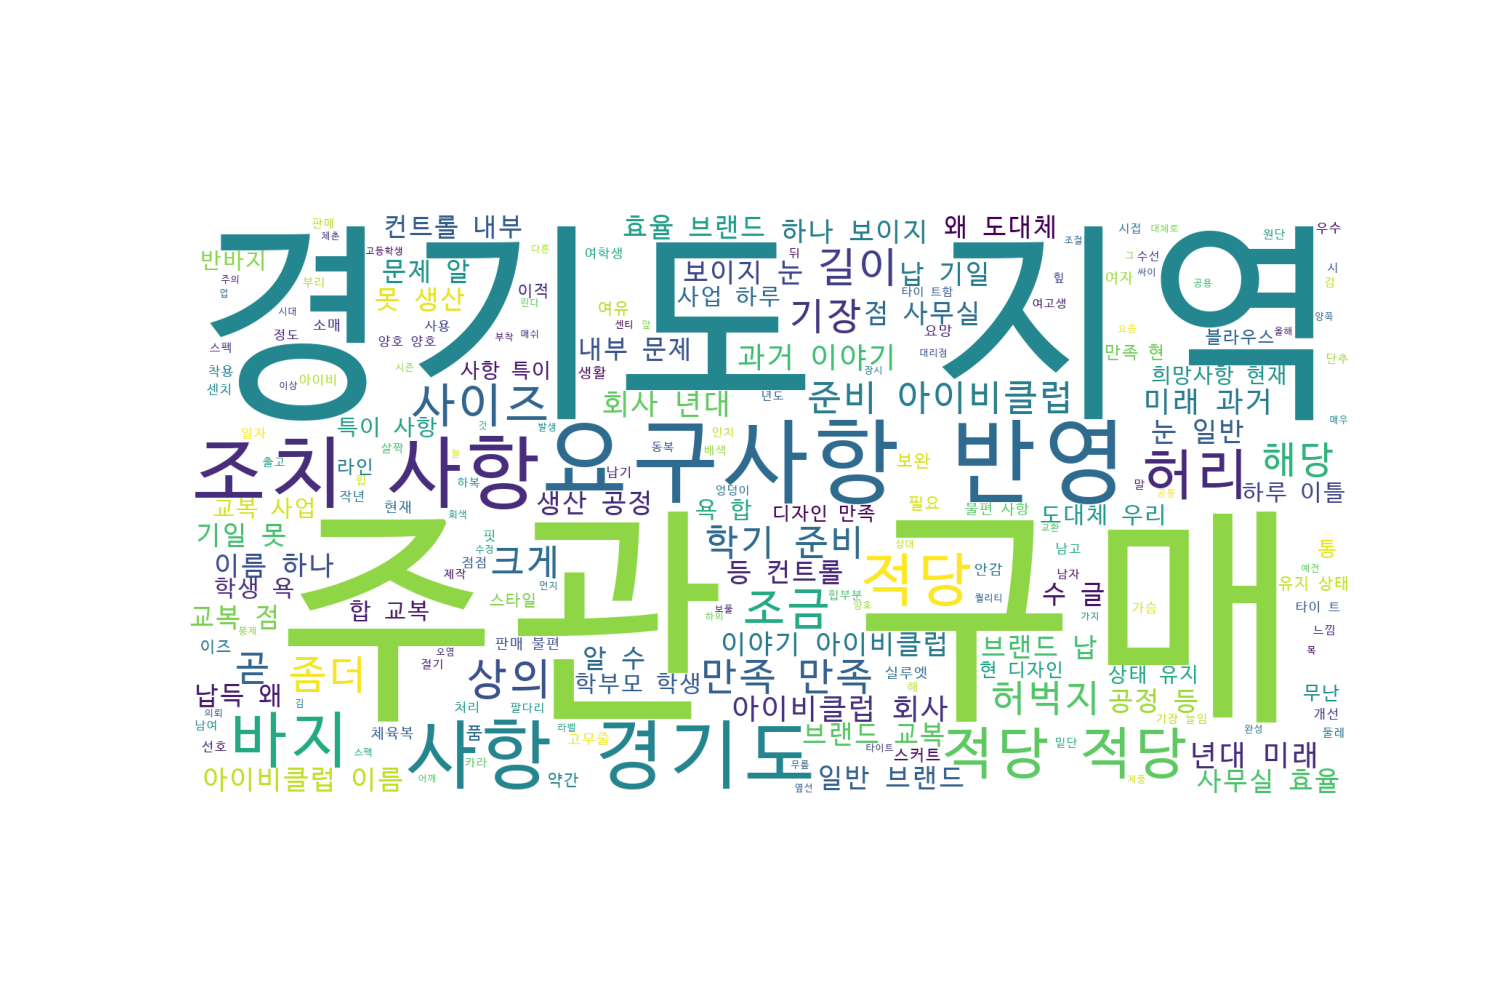 경기도 지역
주관 구매
요구사항 반영
조치 사항
사항 경기도
적당 적당
바지
허리
상의
사이즈
적당
조금
길이
기장
좀더
크게
곧
해당
만족 만족
학기 준비
준비 아이비클럽
허벅지
컨트롤 내부
효율 브랜드
하나 보이지
왜 도대체
반바지
문제 알
못 생산
보이지 눈
납 기일
사업 하루
점 사무실
내부 문제
과거 이야기
회사 년대
미래 과거
희망사항 현재
만족 현
블라우스
특이 사항
사항 특이
눈 일반
하루 이틀
도대체 우리
생산 공정
욕 합
디자인 만족
불편 사항
교복 사업
기일 못
이름 하나
학생 욕
합 교복
교복 점
등 컨트롤
수 글
유지 상태
이야기 아이비클럽
브랜드 납
현 디자인
상태 유지
알 수
학부모 학생
판매 불편
납득 왜
아이비클럽 회사
공정 등
브랜드 교복
년대 미래
아이비클럽 이름
일반 브랜드
사무실 효율
스커트
약간
고무줄
체육복
품
카라
라벨
처리
팔다리
실루엣
스타일
점점
핏
수정
제작
이즈
봉제
오염
절기
김
의뢰
남여
선호
스펙
어깨
무릎
옆선
타이트
밑단
기장 늘임
제품
완성
둘레
개선
무난
목
느낌
타이 트
예전
통
가슴
가지
남자
남고
교환
안감
퀄리티
상대
필요
보완
힙부분
양호
하의
보풀
먼지
회색
하복
현재
작년
출고
라인
살짝
일자
힙
늘
것
발생
남기
동복
인치
배색
엉덩이
말
공통
매우
단추
양쪽
올해
감
시
우수
원단
수선
그
대체로
시접
여자
싸이
공용
여고생
힢
조절
뒤
타이 트함
요망
대리점
잠시
년도
생활
센티
앞
여유
여학생
다른
이적
린다
매쉬
부착
사용
양호 양호
시즌
소매
정도
시대
부리
주의
업
고등학생
체촌
판매
스펙
착용
센치
이상
아이비
해